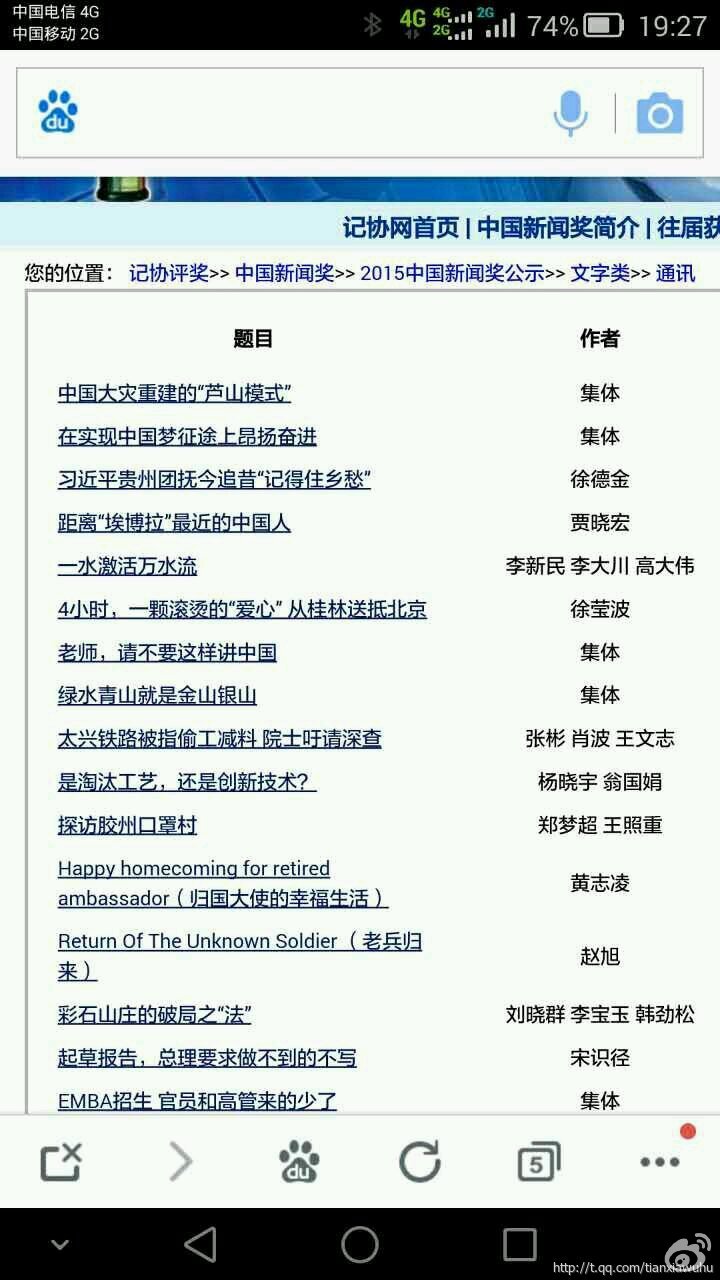 中国电信 4G
中国移动 2G
4G
4G
2G
2G
74%
19:27
du
记协网首页 | 中国新闻奖简介 | 往届获
您的位置： 记协评奖>> 中国新闻奖>> 2015中国新闻奖公示>> 文字类>> 通讯
题目 作者
中国大灾重建的“芦山模式” 集体
在实现中国梦征途上昂扬奋进 集体
习近平贵州团抚今追昔“记得住乡愁” 徐德金
距离“埃博拉”最近的中国人 贾晓宏
一水激活万水流 李新民 李大川 高大伟
4小时，一颗滚烫的“爱心” 从桂林送抵北京 徐莹波
老师，请不要这样讲中国 集体
绿水青山就是金山银山 集体
太兴铁路被指偷工减料 院士吁请深查 张彬 肖波 王文志
是淘汰工艺，还是创新技术？ 杨晓宇 翁国娟
探访胶州口罩村 郑梦超 王照重
Happy homecoming for retired
ambassador（归国大使的幸福生活） 黄志凌
Return Of The Unknown Soldier （老兵归
来） 赵旭
彩石山庄的破局之“法” 刘晓群 李宝玉 韩劲松
起草报告，总理要求做不到的不写 宋识径
EMBA招生 官员和高管来的少了 集体
du
5
http://t.qq.com/tianxiawuhu